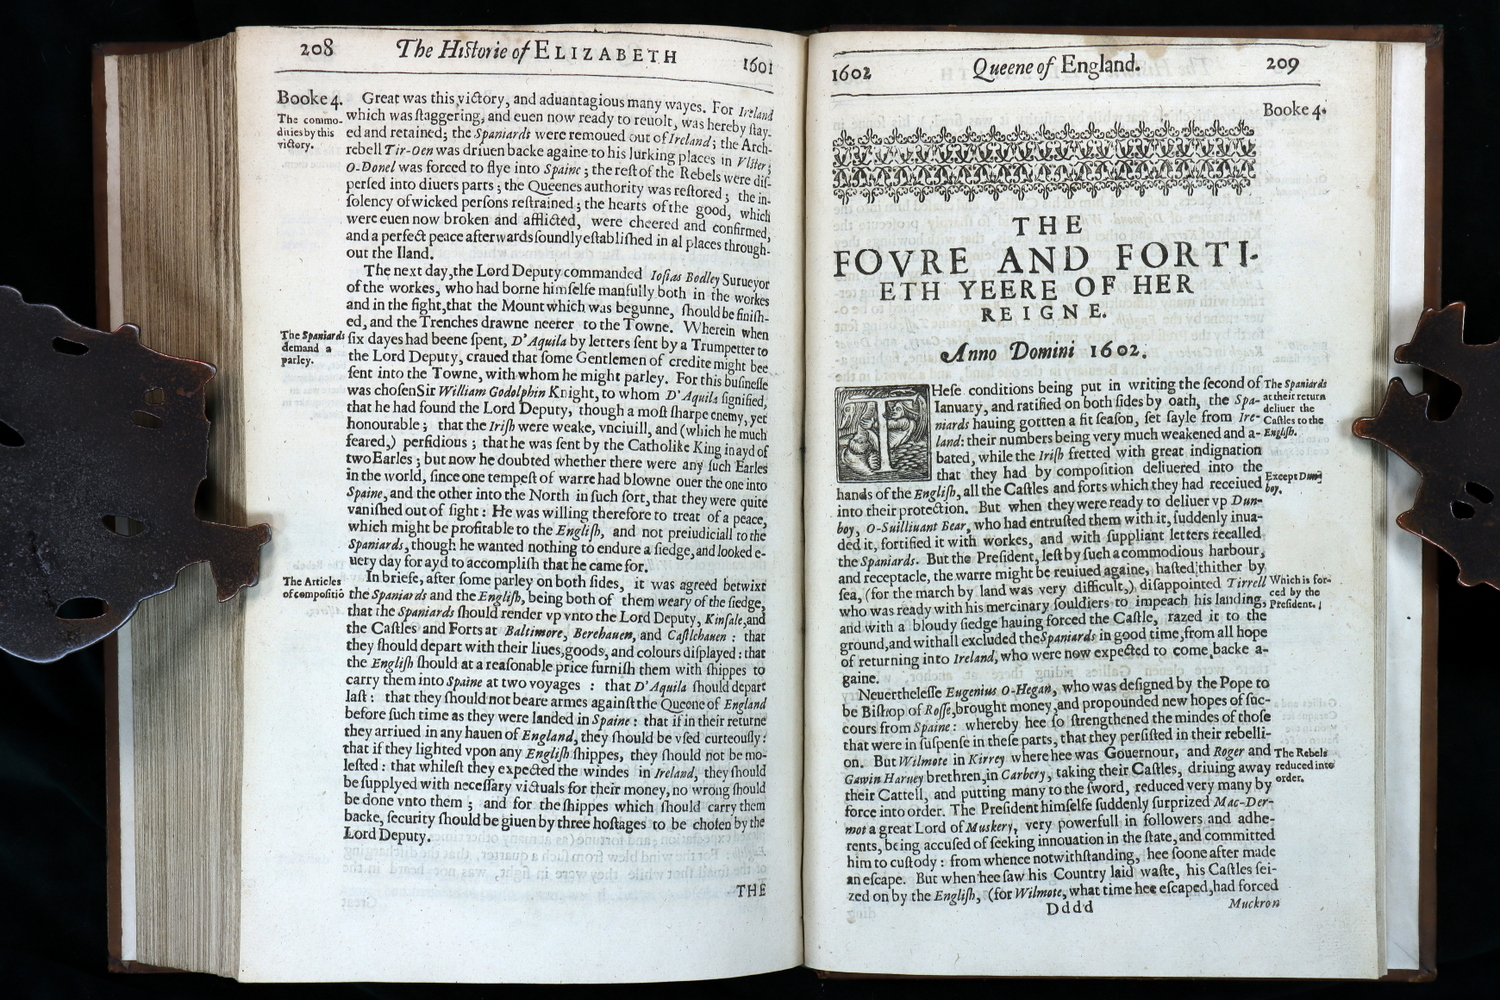 208 The Historie of ELIZABETH 1601
Booke 4.
The commo-
dities by this
victory.
Great was this victory, and aduantagious many wayes. For Ireland
which was ſtaggering, and euen now ready to reuolt, was hereby ſtay-
ed and retained; the Spaniards were remoued out of Ireland; the Arch-
rebell Tir-Oen was driuen backe againe to his lurking places in Vlſter;
O-Donel was forced to flye into Spaine; the reſt of the Rebels were diſ-
perſed into diuers parts; the Queenes authority was reſtored; the in-
ſolency of wicked perſons reſtrained; the hearts of the good, which
were euen now broken and afflicted, were cheered and confirmed,
and a perfect peace afterwards ſoundly eſtabliſhed in al places through-
out the Iland.
The next day, the Lord Deputy commanded Ioſias Bodley Surueyor
of the workes, who had borne himſelfe manfully both in the workes
and in the fight, that the Mount which was begunne, ſhould be finiſh-
ed, and the Trenches drawne neerer to the Towne. Wherein when
The Spaniards
demand a
parley.
ſix dayes had beene ſpent, D'Aquila by letters ſent by a Trumpetter to
the Lord Deputy, craued that ſome Gentlemen of credite might bee
ſent into the Towne, with whom he might parley. For this buſineſſe
was choſen Sir William Godolphin Knight, to whom D'Aquila ſignified,
that he had found the Lord Deputy, though a moſt ſharpe enemy, yet
honourable; that the Iriſh were weake, vnciuill, and (which he much
feared,) perfidious; that he was ſent by the Catholike King in ayd of
two Earles; but now he doubted whether there were any ſuch Earles
in the world, ſince one tempeſt of warre had blowne ouer the one into
Spaine, and the other into the North in ſuch ſort, that they were quite
vaniſhed out of ſight: He was willing therefore to treat of a peace,
which might be profitable to the Engliſh, and not preiudiciall to the
Spaniards, though he wanted nothing to endure a ſiedge, and looked e-
uery day for ayd to accompliſh that he came for.
The Articles
of compoſitiō
In briefe, after ſome parley on both ſides, it was agreed betwixt
the Spaniards and the Engliſh, being both of them weary of the ſiedge,
that the Spaniards ſhould render vp vnto the Lord Deputy, Kinſale, and
the Caſtles and Forts at Baltimore, Berehauen, and Caſtlehauen: that
they ſhould depart with their liues, goods, and colours diſplayed: that
the Engliſh ſhould at a reaſonable price furniſh them with ſhippes to
carry them into Spaine at two voyages: that D'Aquila ſhould depart
laſt: that they ſhould not beare armes againſt the Queene of England
before ſuch time as they were landed in Spaine: that if in their returne
they arriued in any hauen of England, they ſhould be vſed curteouſly:
that if they lighted vpon any Engliſh ſhippes, they ſhould not be mo-
leſted: that whileſt they expected the windes in Ireland, they ſhould
be ſupplyed with neceſſary victuals for their money, no wrong ſhould
be done vnto them; and for the ſhippes which ſhould carry them
backe, ſecurity ſhould be giuen by three hoſtages to be choſen by the
Lord Deputy.
THE
1602 Queene of England. 209
Booke 4.
THE
FOVRE AND FORTI-
ETH YEERE OF HER
REIGNE.
Anno Domini 1602.
THeſe conditions being put in writing the ſecond of
Ianuary, and ratified on both ſides by oath, the Spa-
niards hauing gottten a fit ſeaſon, ſet ſayle from Ire-
land: their numbers being very much weakened and a-
bated, while the Iriſh fretted with great indignation
that they had by compoſition deliuered into the
The Spaniards
at their return
deliuer the
Caſtles to the
Engliſh.
hands of the Engliſh, all the Caſtles and forts which they had receiued
Except Dun-
boy.
into their protection. But when they were ready to deliuer vp Dun-
boy, O-Suilliuant Bear, who had entruſted them with it, ſuddenly inua-
ded it, fortified it with workes, and with ſuppliant letters recalled
the Spaniards. But the President, leſt by ſuch a commodious harbour,
and receptacle, the warre might be reuiued againe, haſted thither by
ſea, (for the march by land was very difficult,) diſappointed Tirrell
Which is for-
ced by the
Preſident.
who was ready with his mercinary ſouldiers to impeach his landing,
and with a bloudy ſiedge hauing forced the Caſtle, razed it to the
ground, and withall excluded the Spaniards in good time, from all hope
of returning into Ireland, who were now expected to come backe a-
gaine.
Neuertheleſſe Eugenius O-Hegan, who was deſigned by the Pope to
be Biſhop of Roſſe, brought money, and propounded new hopes of ſuc-
cours from Spaine: whereby hee ſo ſtrengthened the mindes of thoſe
that were in ſuſpenſe in theſe parts, that they perſiſted in their rebelli-
on. But Wilmote in Kirrey where hee was Gouernour, and Roger and
Gawin Haruey brethren, in Carbery, taking their Caſtles, driuing away
The Rebels
reduced into
order.
their Cattell, and putting many to the ſword, reduced very many by
force into order. The Preſident himſelfe ſuddenly ſurprized Mac-Der-
mot a great Lord of Muskery, very powerfull in followers and adhe-
rents, being accuſed of ſeeking innouation in the ſtate, and committed
him to cuſtody: from whence notwithſtanding, hee ſoone after made
an eſcape. But when hee ſaw his Country laid waſte, his Caſtles ſei-
zed on by the Engliſh, (for Wilmote, what time hee eſcaped, had forced
Dddd Muckron